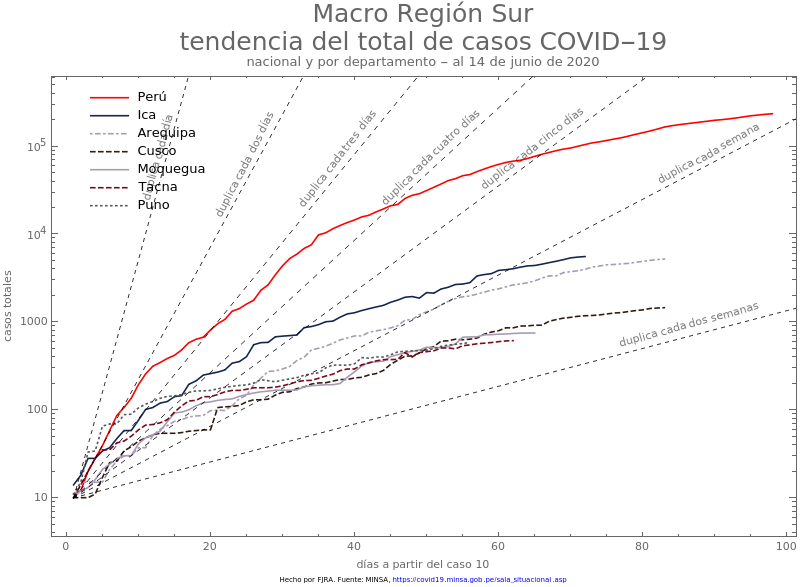 Macro Región Sur
tendencia del total de casos COVID–19
nacional y por departamento – al 14 de junio de 2020
Perú
Ica
Arequipa
Cusco
Moquegua
Tacna
Puno
duplica cada día
duplica cada dos días
duplica cada tres días
duplica cada cuatro días
duplica cada cinco días
duplica cada semana
duplica cada dos semanas
casos totales
10^5
10^4
1000
100
10
0 20 40 60 80 100
días a partir del caso 10
Hecho por FJRA. Fuente: MINSA, https://covid19.minsa.gob.pe/sala_situacional.asp